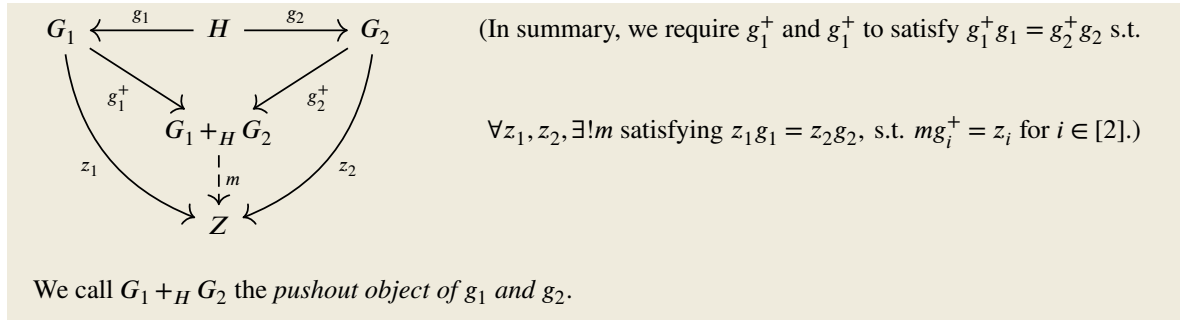 G₁ g₁ H g₂ G₂ (In summary, we require g₁⁺ and g₁⁺ to satisfy g₁⁺g₁ = g₂⁺g₂ s.t.
g₁⁺ g₂⁺
G₁ +_H G₂ ∀z₁, z₂, ∃!m satisfying z₁g₁ = z₂g₂, s.t. mgᵢ⁺ = zᵢ for i ∈ [2].)
z₁ m z₂
Z
We call G₁ +_H G₂ the pushout object of g₁ and g₂.